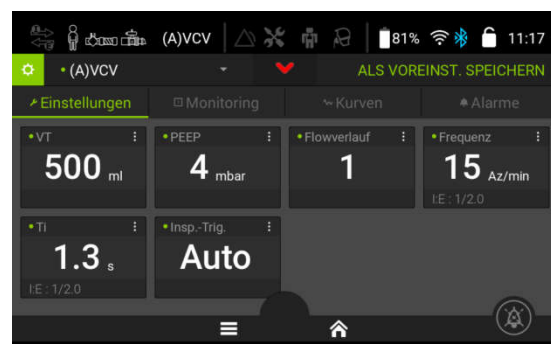 (A)VCV 81% 11:17
(A)VCV ALS VOREINST. SPEICHERN
Einstellungen Monitoring Kurven Alarme
VT PEEP Flowverlauf Frequenz
500 ml 4 mbar 1 15 Az/min
I:E : 1/2.0
Ti Insp.-Trig.
1.3 s Auto
I:E : 1/2.0